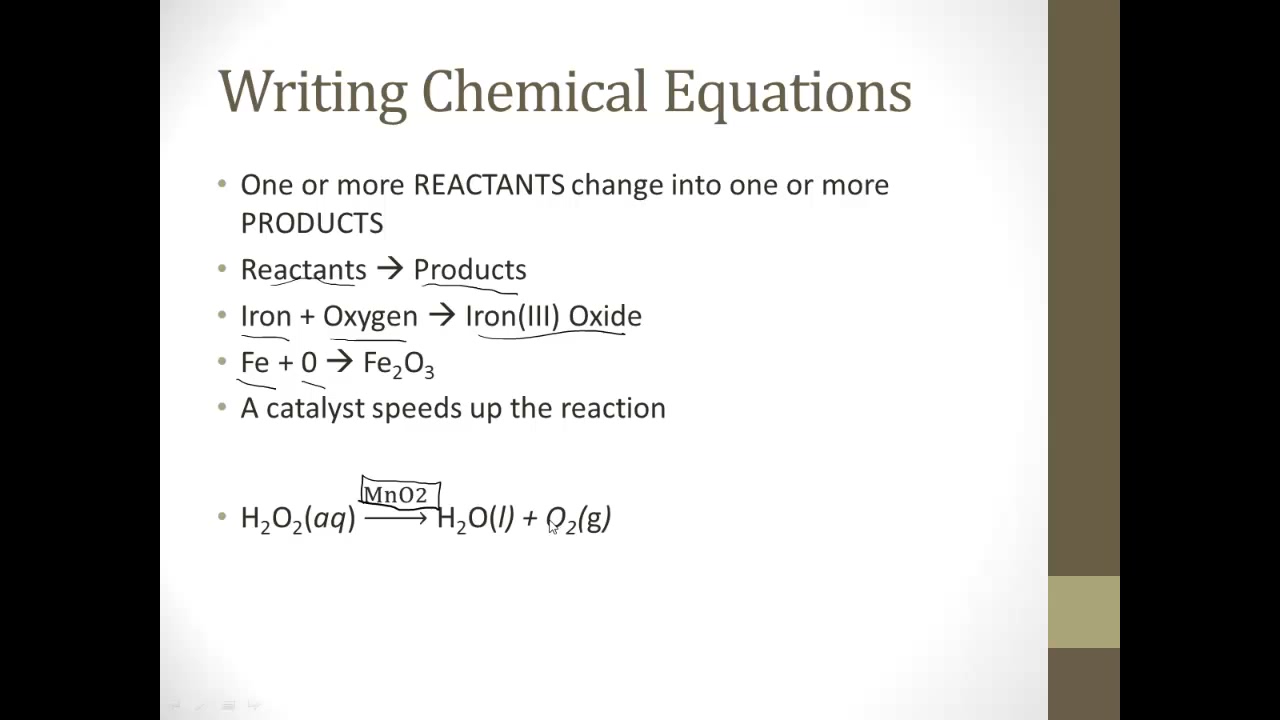 Writing Chemical Equations
• One or more REACTANTS change into one or more
PRODUCTS
• Reactants → Products
• Iron + Oxygen → Iron(III) Oxide
• Fe + 0 → Fe₂O₃
• A catalyst speeds up the reaction
MnO2
• H₂O₂(aq) ⟶ H₂O(l) + O₂(g)